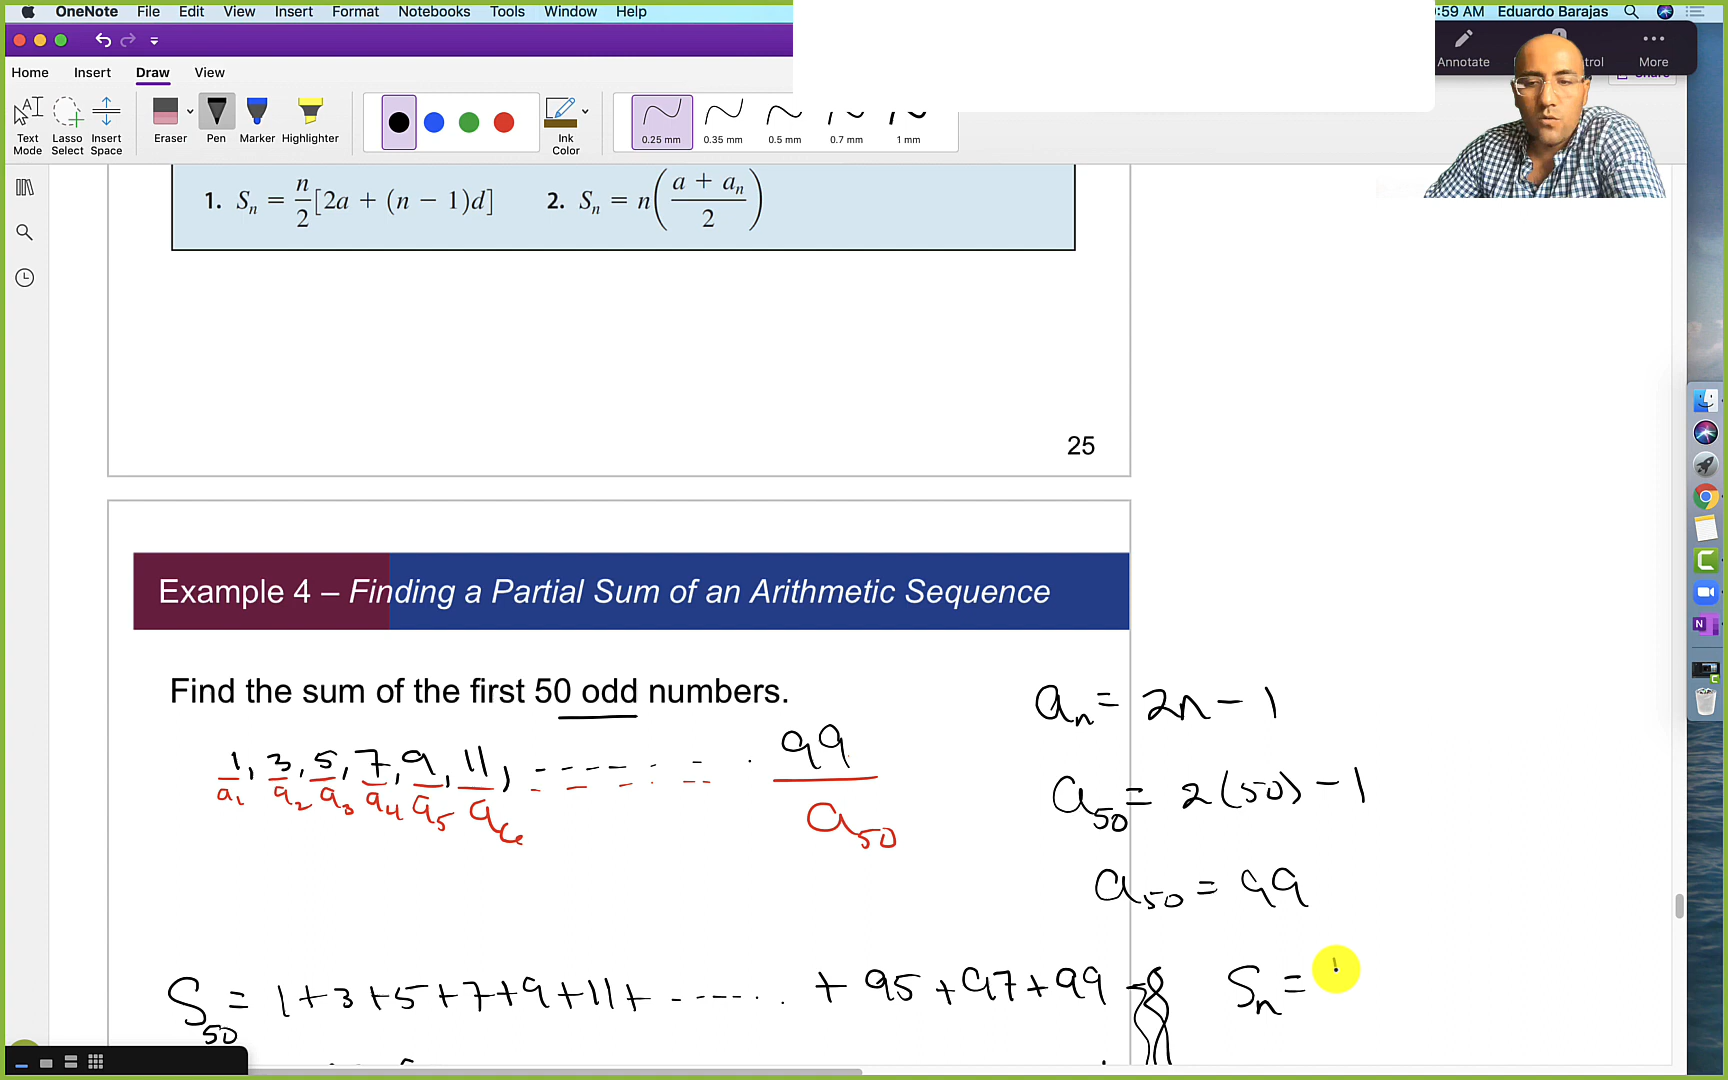 OneNote File Edit View Insert Format Notebooks Tools Window Help
:59 AM Eduardo Barajas
Annotate
More
Home Insert Draw View
Share
Text Mode
Lasso Select
Insert Space
Eraser
Pen
Marker
Highlighter
Ink Color
0.25 mm
0.35 mm
0.5 mm
0.7 mm
1 mm
1. Sₙ = n/2[2a + (n − 1)d] 2. Sₙ = n((a + aₙ)/2)
25
Example 4 – Finding a Partial Sum of an Arithmetic Sequence
Find the sum of the first 50 odd numbers.
1, 3, 5, 7, 9, 11, ------- 99
a₁ a₂ a₃ a₄ a₅ a₆ a₅₀
aₙ = 2n − 1
a₅₀ = 2(50) − 1
a₅₀ = 99
S₅₀ = 1+3+5+7+9+11+ ------ + 95+97+99
Sₙ =